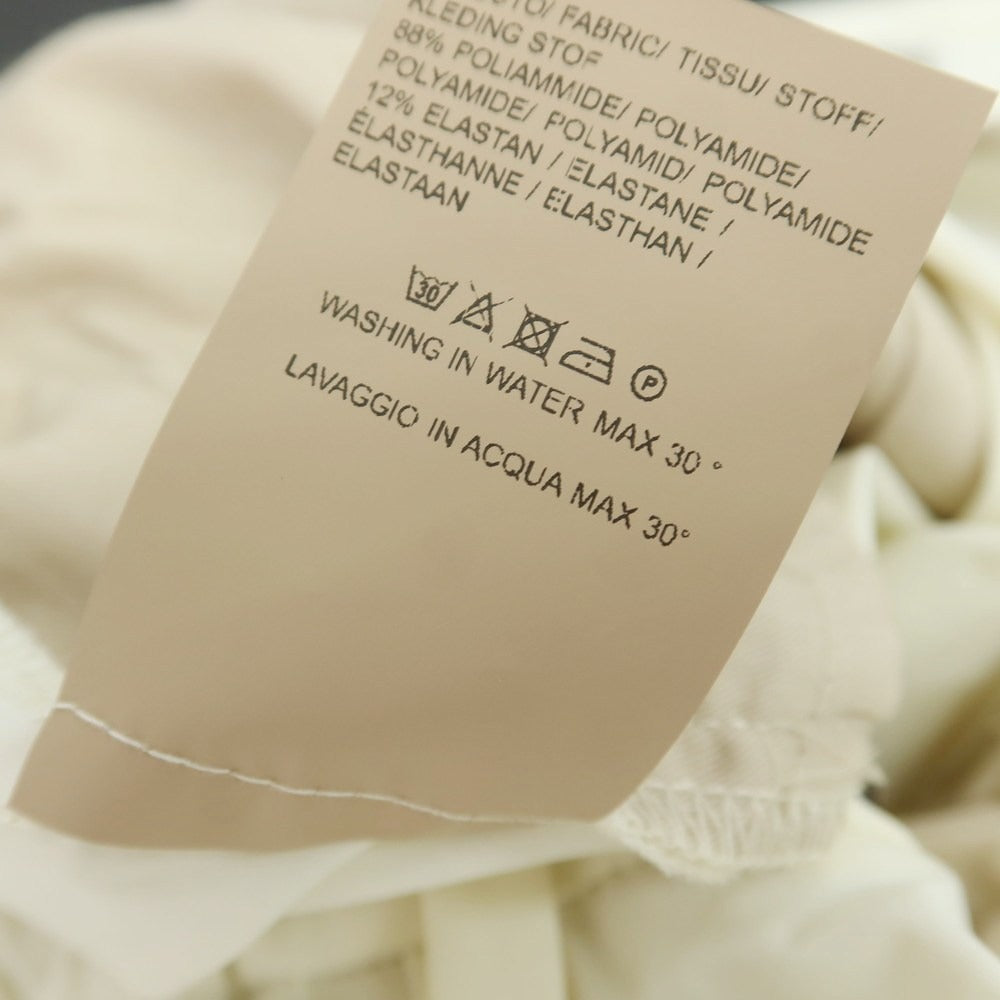 FABRIC/ TISSU/ STOFF/
KLEDING STOF
88% POLIAMMIDE/ POLYAMIDE/
POLYAMIDE/ POLYAMID/ POLYAMIDE
12% ELASTAN / ELASTANE /
ÉLASTHANNE / ELASTHAN /
ELASTAAN
30 P
WASHING IN WATER MAX 30 °
LAVAGGIO IN ACQUA MAX 30°